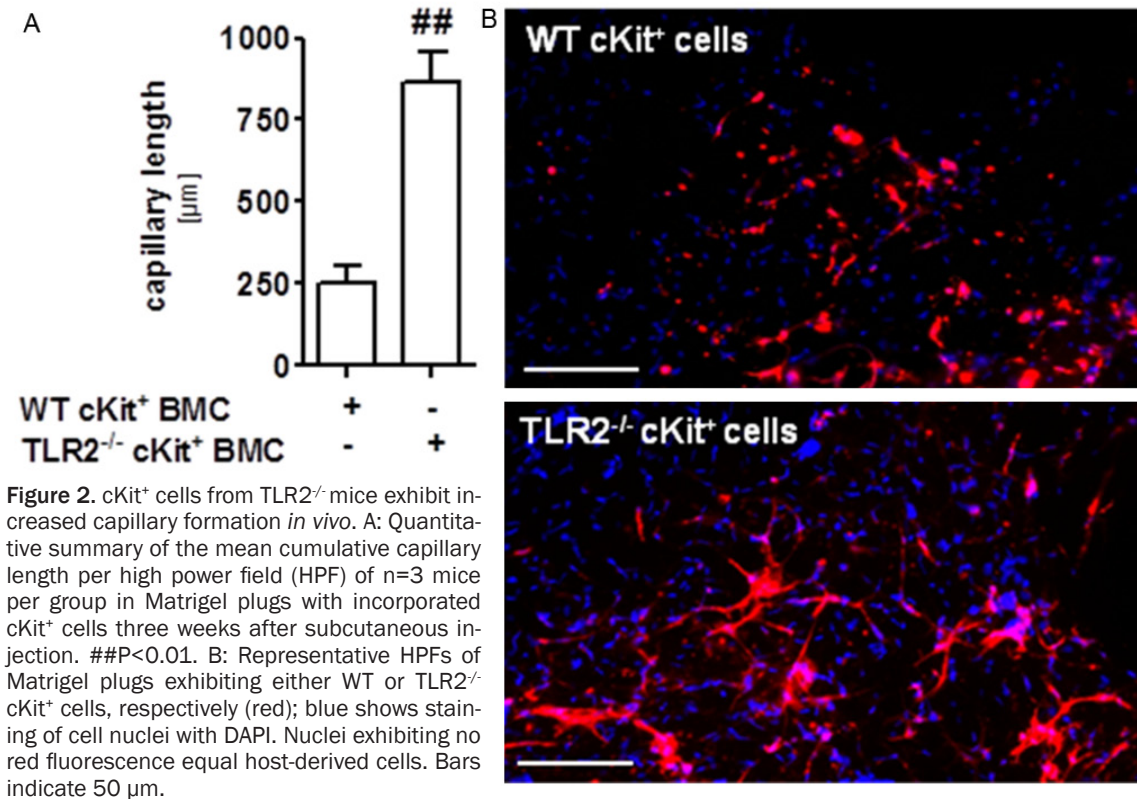 A
##
1000
750
500
250
0
capillary length
[µm]
WT cKit⁺ BMC + -
TLR2⁻/⁻ cKit⁺ BMC - +
B
WT cKit⁺ cells
TLR2⁻/⁻ cKit⁺ cells
Figure 2. cKit⁺ cells from TLR2⁻/⁻ mice exhibit in-
creased capillary formation in vivo. A: Quantita-
tive summary of the mean cumulative capillary
length per high power field (HPF) of n=3 mice
per group in Matrigel plugs with incorporated
cKit⁺ cells three weeks after subcutaneous in-
jection. ##P<0.01. B: Representative HPFs of
Matrigel plugs exhibiting either WT or TLR2⁻/⁻
cKit⁺ cells, respectively (red); blue shows stain-
ing of cell nuclei with DAPI. Nuclei exhibiting no
red fluorescence equal host-derived cells. Bars
indicate 50 µm.